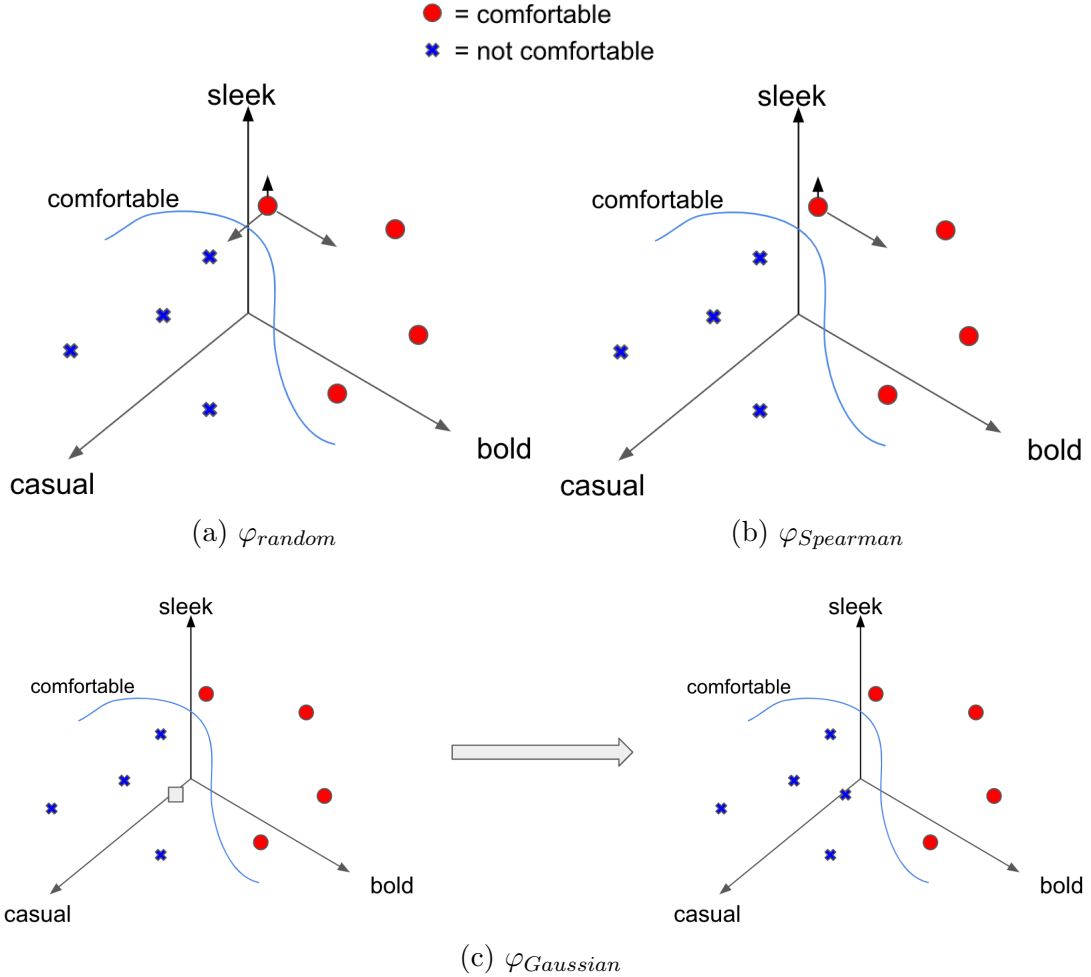 = comfortable
= not comfortable
sleek
sleek
comfortable
comfortable
bold
bold
casual
casual
(a) φrandom
(b) φSpearman
sleek
sleek
comfortable
comfortable
bold
bold
casual
casual
(c) φGaussian